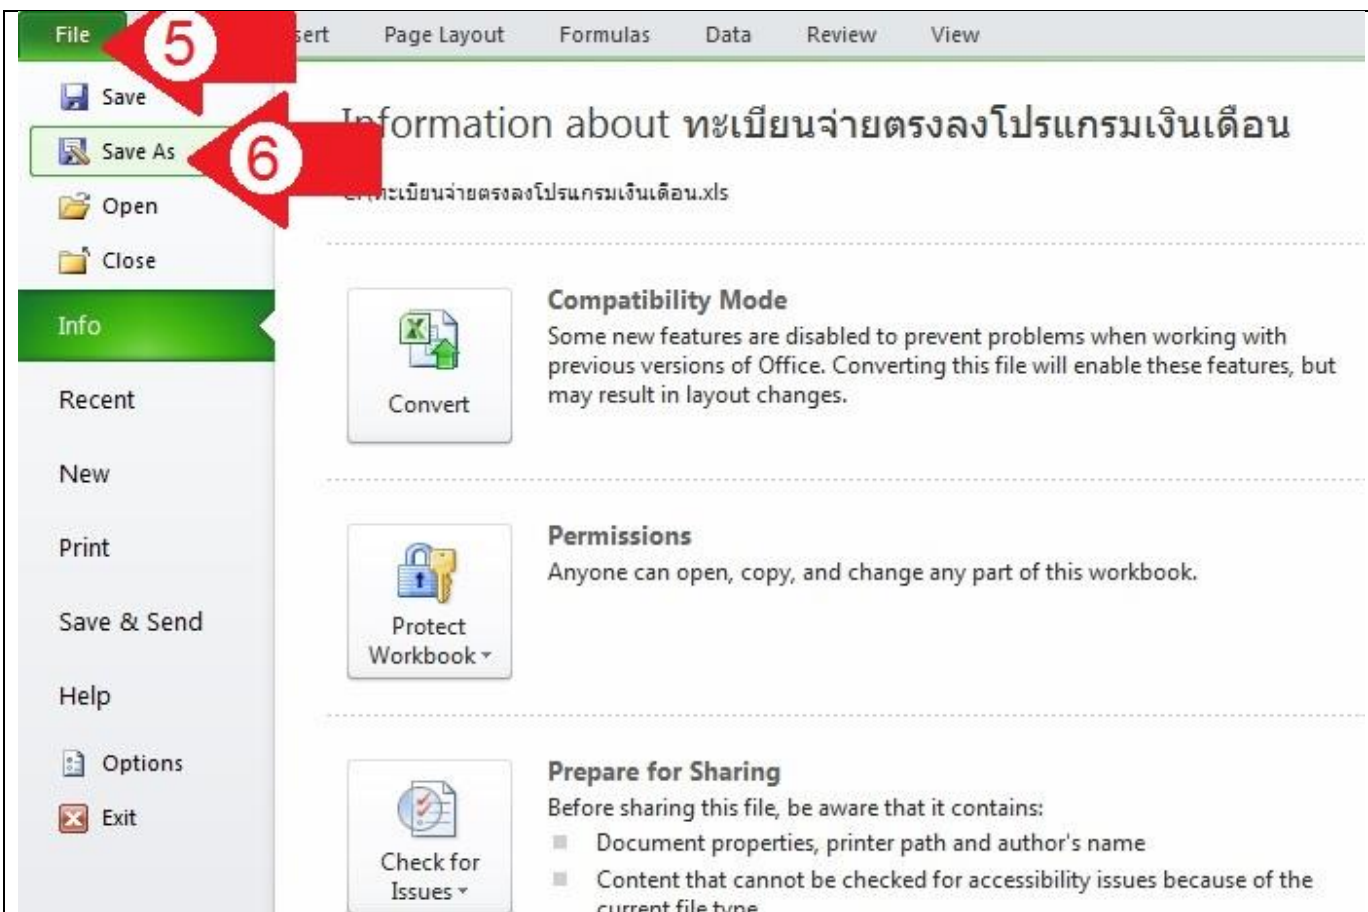 File
5
sert
Page Layout
Formulas
Data
Review
View
Save
Save As
6
Open
Close
Info
Recent
New
Print
Save & Send
Help
Options
Exit
Information about ทะเบียนจ่ายตรงลงโปรแกรมเงินเดือน
ทะเบียนจ่ายตรงลงโปรแกรมเงินเดือน.xls
Convert
Compatibility Mode
Some new features are disabled to prevent problems when working with
previous versions of Office. Converting this file will enable these features, but
may result in layout changes.
Protect
Workbook
Permissions
Anyone can open, copy, and change any part of this workbook.
Check for
Issues
Prepare for Sharing
Before sharing this file, be aware that it contains:
Document properties, printer path and author's name
Content that cannot be checked for accessibility issues because of the
current file type